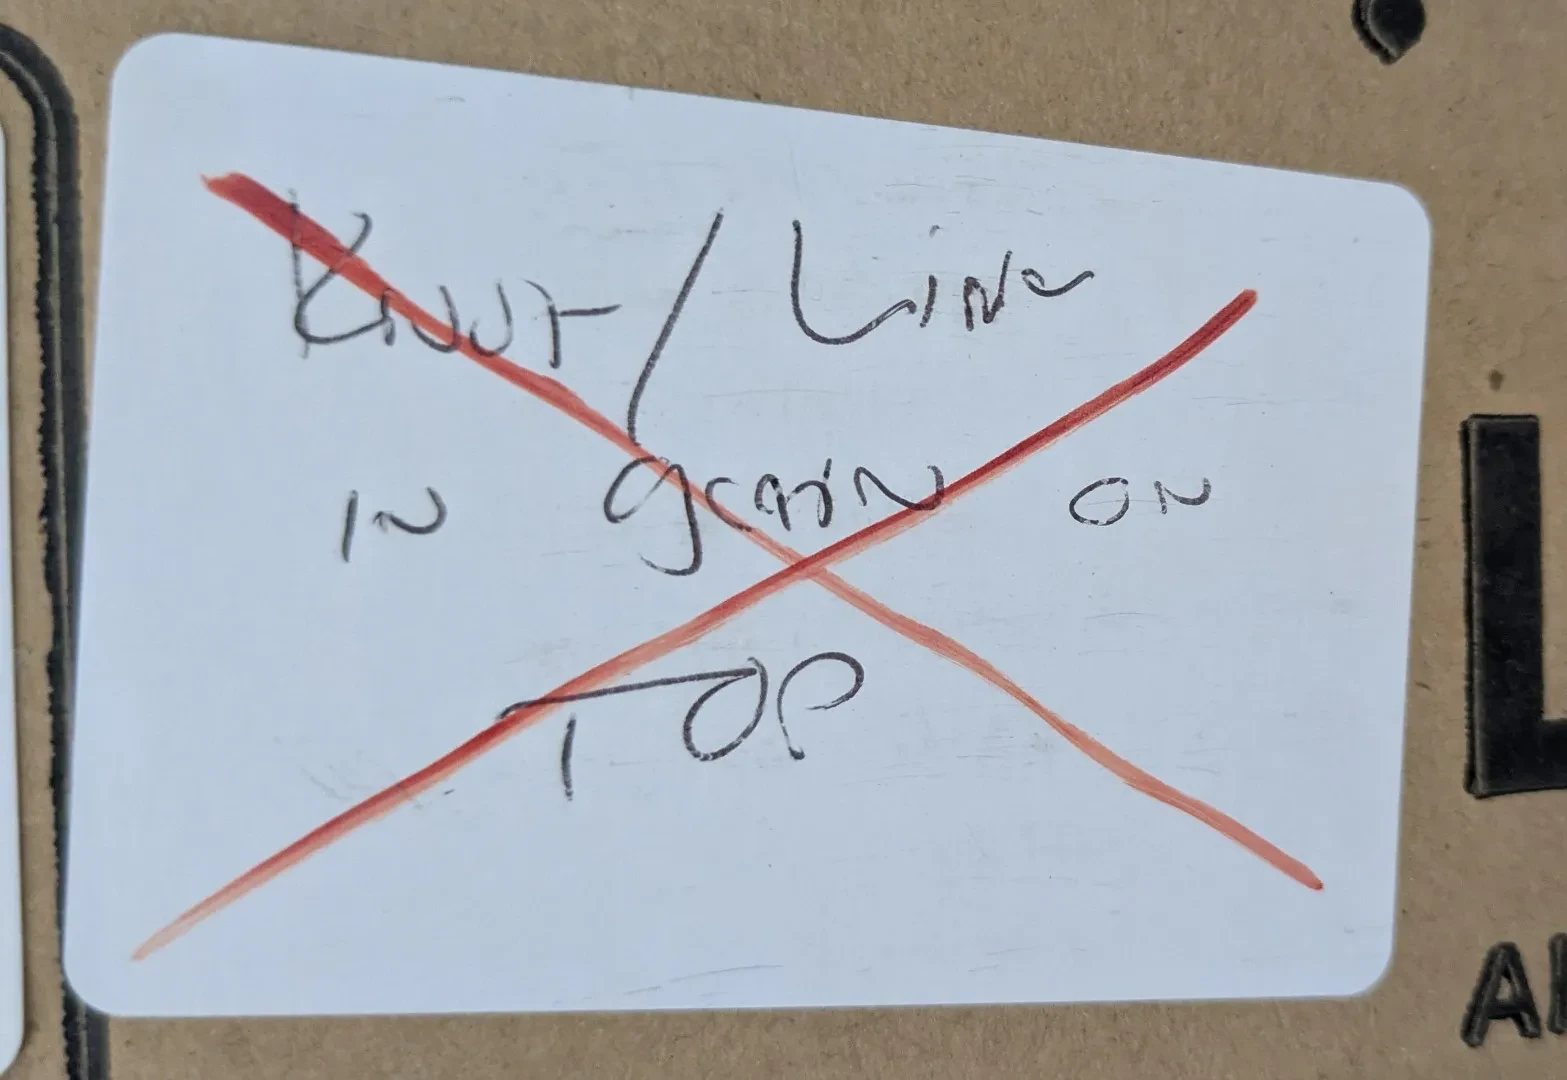 Knot / Line
in grain on
Top
L